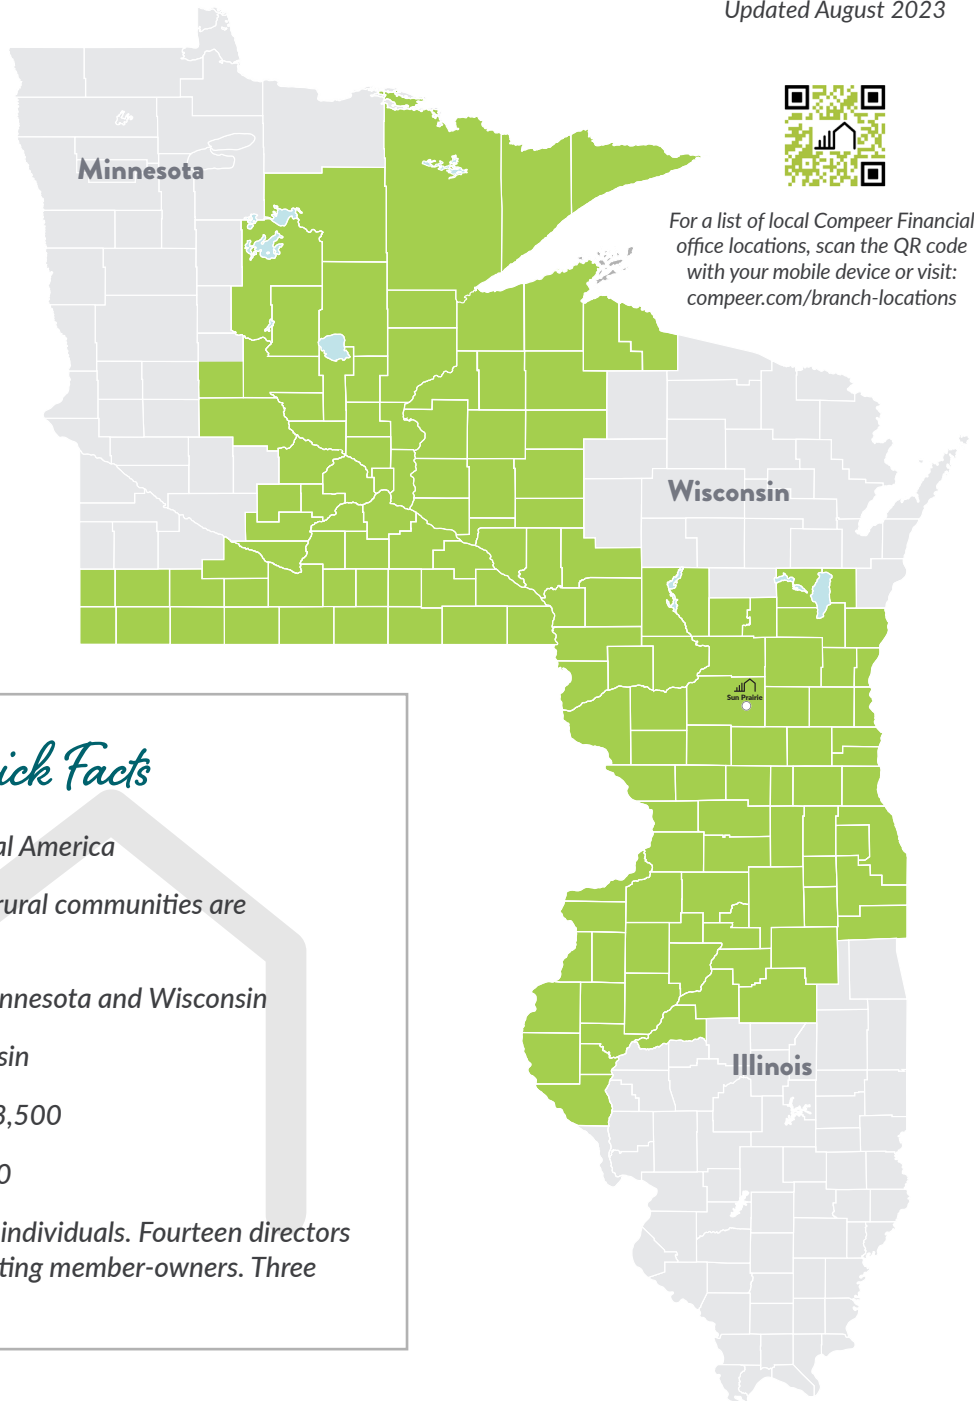 Updated August 2023
For a list of local Compeer Financial
office locations, scan the QR code
with your mobile device or visit:
compeer.com/branch-locations
Minnesota
Wisconsin
Sun Prairie
Illinois
ick Facts
al America
rural communities are
nnesota and Wisconsin
sin
3,500
0
individuals. Fourteen directors
ting member-owners. Three